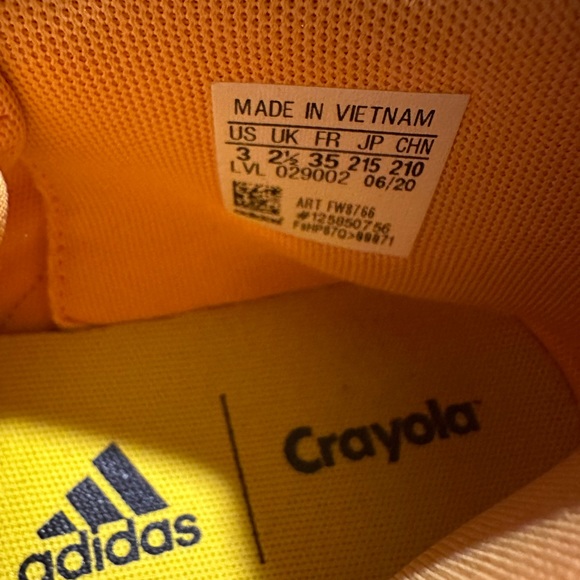 MADE IN VIETNAM
US UK FR JP CHN
3 2½ 35 215 210
LVL 029002 06/20
ART FW8766
#125850756
adidas
Crayola